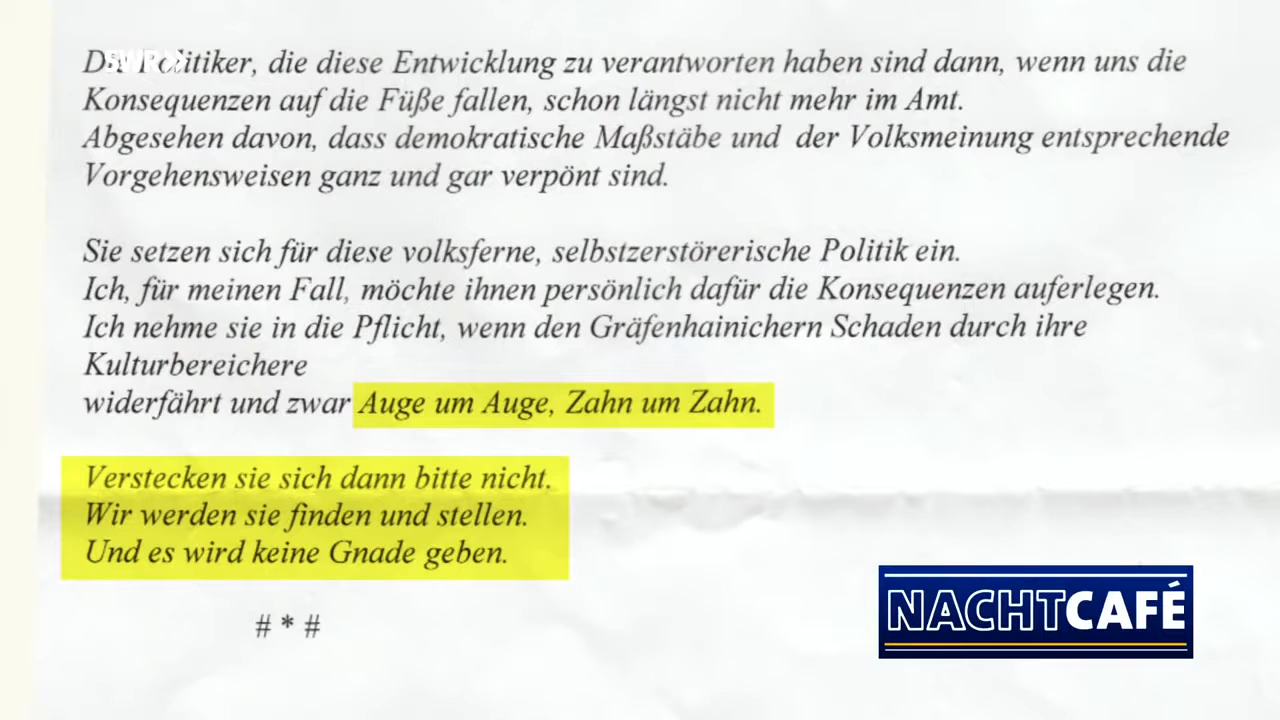 SWR»
Die Politiker, die diese Entwicklung zu verantworten haben sind dann, wenn uns die
Konsequenzen auf die Füße fallen, schon längst nicht mehr im Amt.
Abgesehen davon, dass demokratische Maßstäbe und der Volksmeinung entsprechende
Vorgehensweisen ganz und gar verpönt sind.
Sie setzen sich für diese volksferne, selbstzerstörerische Politik ein.
Ich, für meinen Fall, möchte ihnen persönlich dafür die Konsequenzen auferlegen.
Ich nehme sie in die Pflicht, wenn den Gräfenhainichern Schaden durch ihre
Kulturbereichere
widerfährt und zwar Auge um Auge, Zahn um Zahn.
Verstecken sie sich dann bitte nicht.
Wir werden sie finden und stellen.
Und es wird keine Gnade geben.
# * #
NACHTCAFÉ